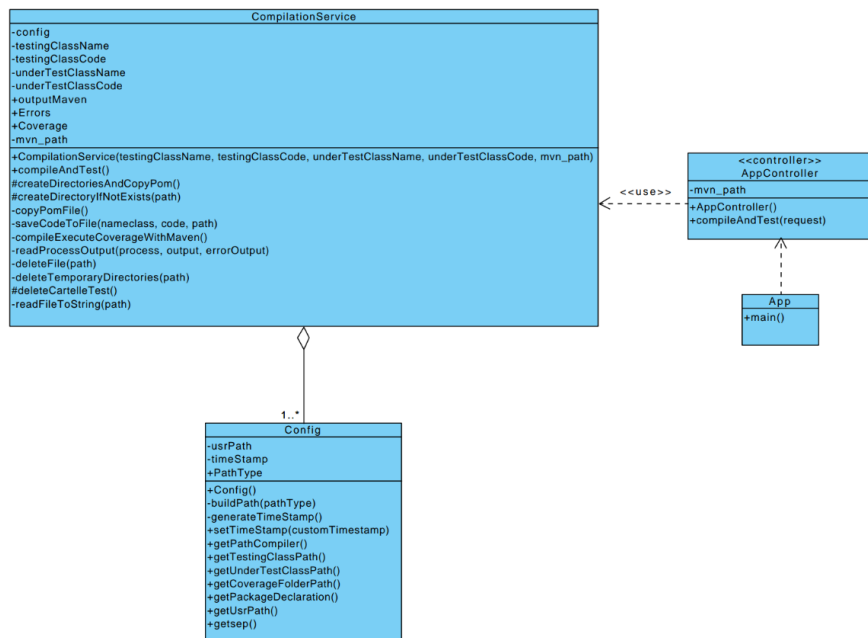 CompilationService
-config
-testingClassName
-testingClassCode
-underTestClassName
-underTestClassCode
+outputMaven
+Errors
+Coverage
-mvn_path
+CompilationService(testingClassName, testingClassCode, underTestClassName, underTestClassCode, mvn_path)
+compileAndTest()
#createDirectoriesAndCopyPom()
#createDirectoryIfNotExists(path)
-copyPomFile()
-saveCodeToFile(nameclass, code, path)
-compileExecuteCoverageWithMaven()
-readProcessOutput(process, output, errorOutput)
-deleteFile(path)
-deleteTemporaryDirectories(path)
#deleteCartelleTest()
-readFileToString(path)
<<use>>
<<controller>>
AppController
-mvn_path
+AppController()
+compileAndTest(request)
App
+main()
1..*
Config
-usrPath
-timeStamp
+PathType
+Config()
-buildPath(pathType)
-generateTimeStamp()
+setTimeStamp(customTimestamp)
+getPathCompiler()
+getTestingClassPath()
+getUnderTestClassPath()
+getCoverageFolderPath()
+getPackageDeclaration()
+getUsrPath()
+getsep()